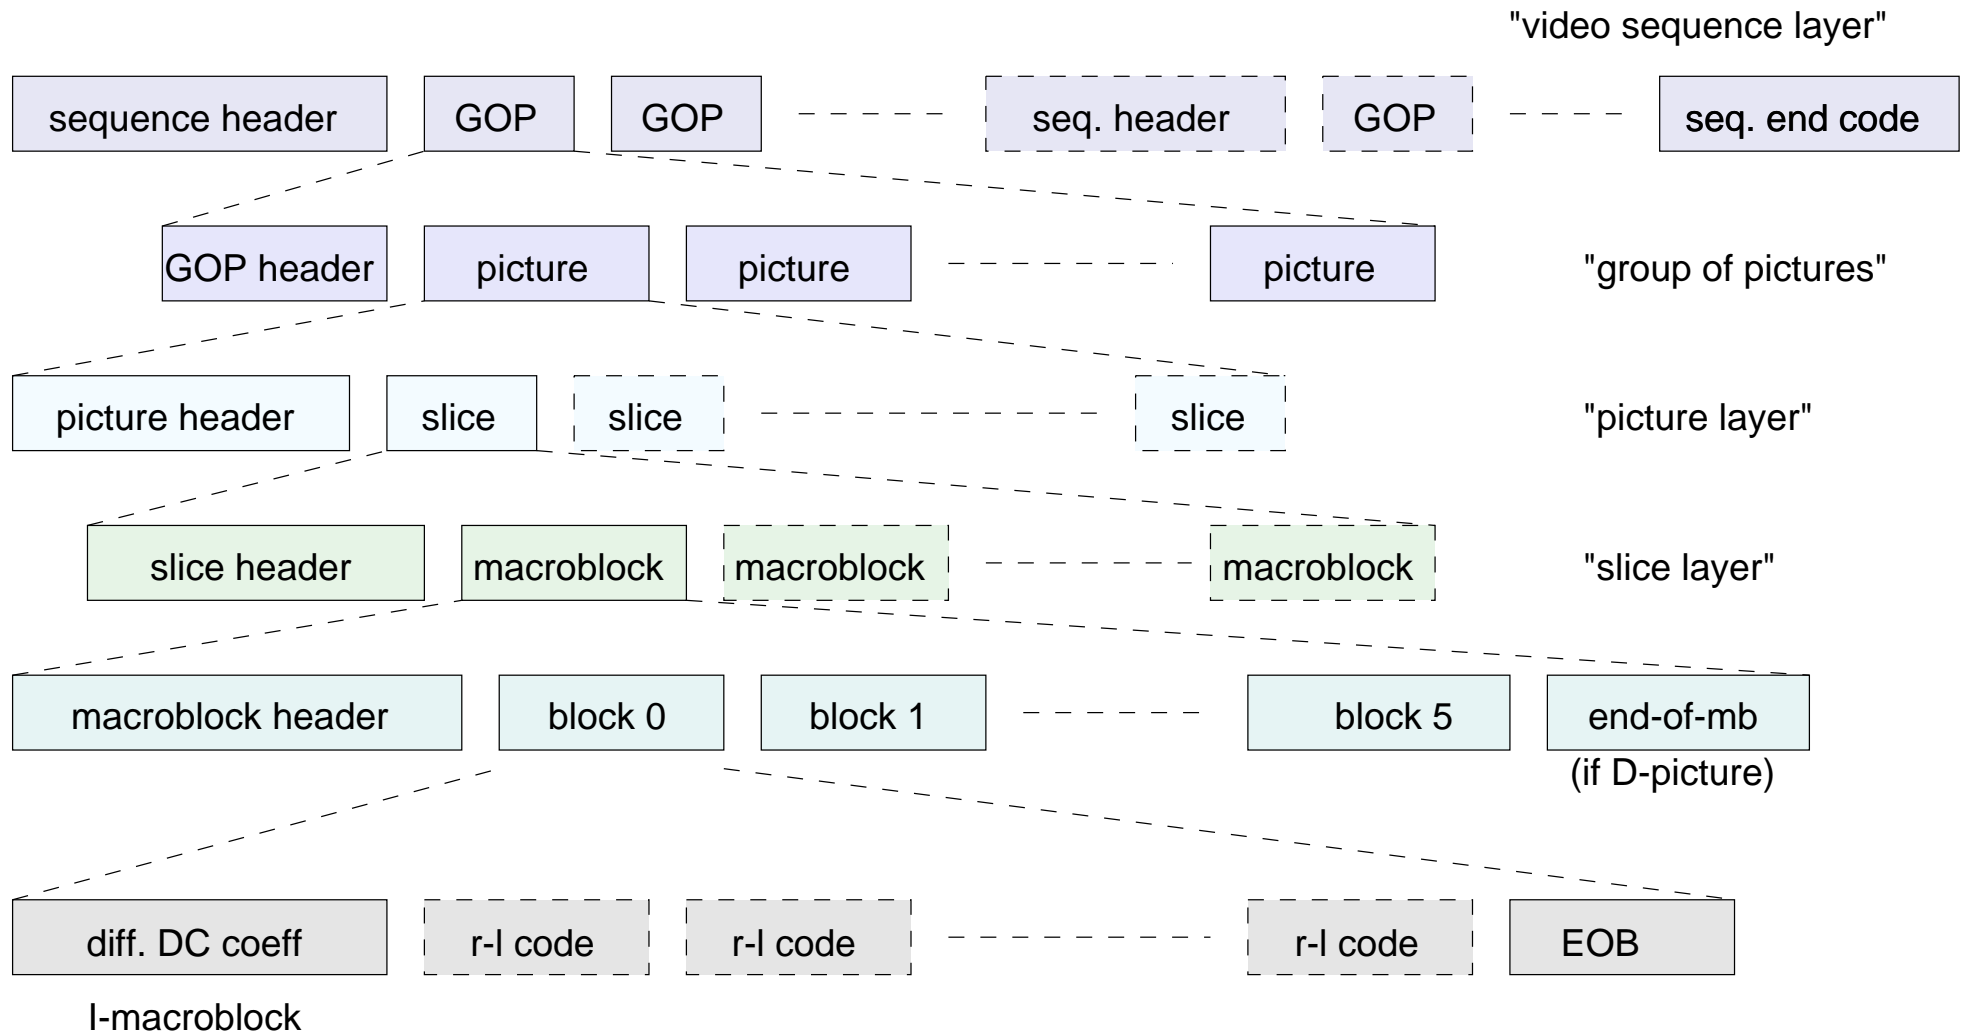 "video sequence layer"
sequence header GOP GOP seq. header GOP seq. end code
GOP header picture picture picture "group of pictures"
picture header slice slice slice "picture layer"
slice header macroblock macroblock macroblock "slice layer"
macroblock header block 0 block 1 block 5 end-of-mb
(if D-picture)
diff. DC coeff r-l code r-l code r-l code EOB
I-macroblock